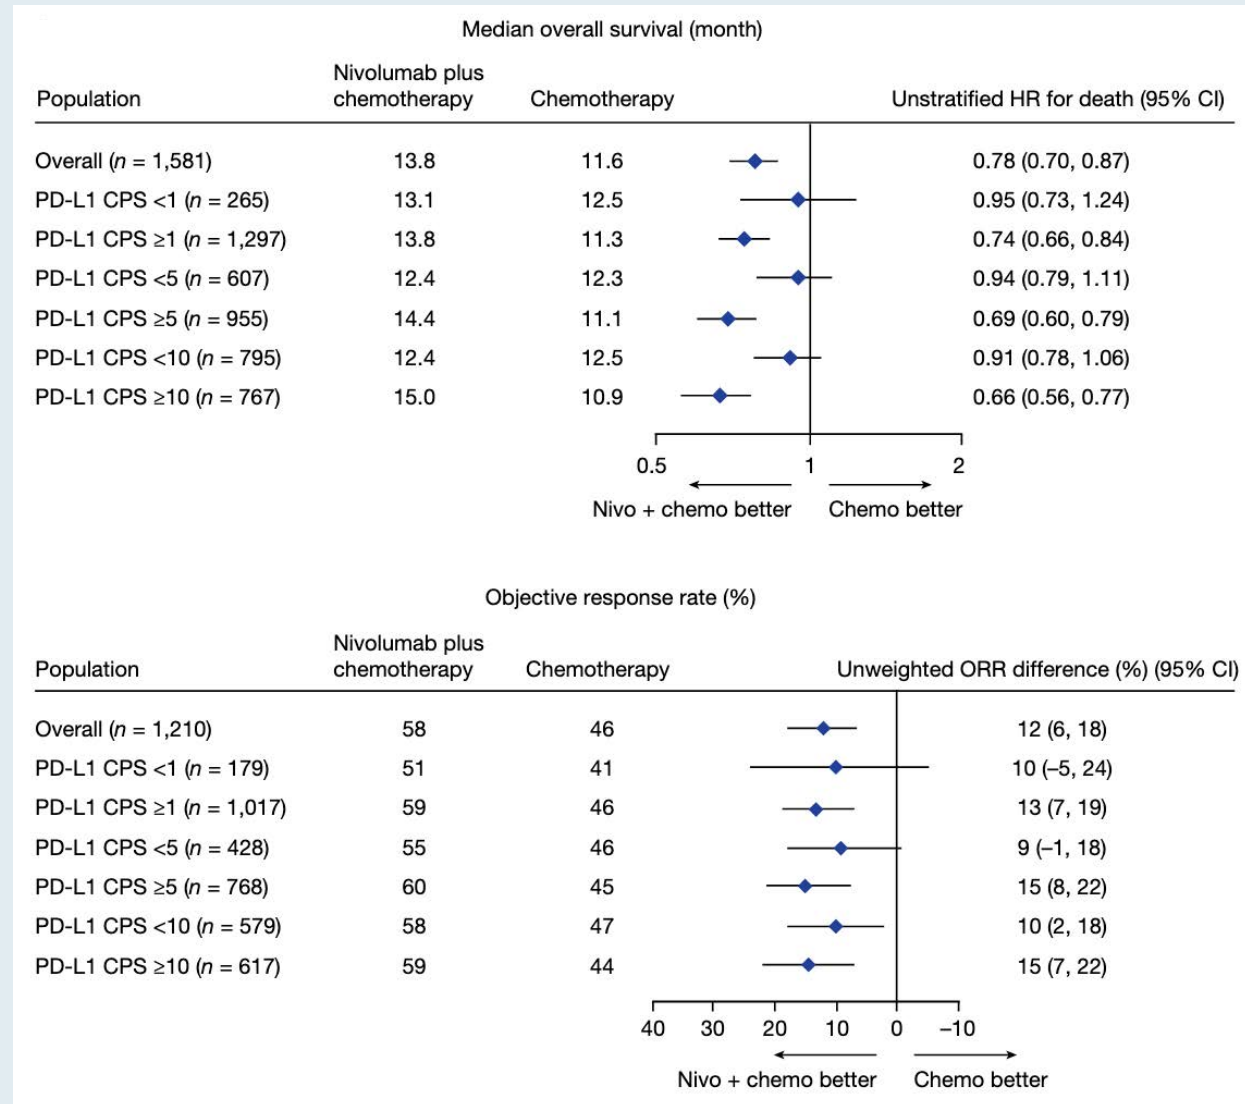 Median overall survival (month)
Population Nivolumab plus chemotherapy Chemotherapy Unstratified HR for death (95% CI)
Overall (n = 1,581) 13.8 11.6 0.78 (0.70, 0.87)
PD-L1 CPS <1 (n = 265) 13.1 12.5 0.95 (0.73, 1.24)
PD-L1 CPS ≥1 (n = 1,297) 13.8 11.3 0.74 (0.66, 0.84)
PD-L1 CPS <5 (n = 607) 12.4 12.3 0.94 (0.79, 1.11)
PD-L1 CPS ≥5 (n = 955) 14.4 11.1 0.69 (0.60, 0.79)
PD-L1 CPS <10 (n = 795) 12.4 12.5 0.91 (0.78, 1.06)
PD-L1 CPS ≥10 (n = 767) 15.0 10.9 0.66 (0.56, 0.77)
0.5 1 2
Nivo + chemo better Chemo better
Objective response rate (%)
Population Nivolumab plus chemotherapy Chemotherapy Unweighted ORR difference (%) (95% CI)
Overall (n = 1,210) 58 46 12 (6, 18)
PD-L1 CPS <1 (n = 179) 51 41 10 (–5, 24)
PD-L1 CPS ≥1 (n = 1,017) 59 46 13 (7, 19)
PD-L1 CPS <5 (n = 428) 55 46 9 (–1, 18)
PD-L1 CPS ≥5 (n = 768) 60 45 15 (8, 22)
PD-L1 CPS <10 (n = 579) 58 47 10 (2, 18)
PD-L1 CPS ≥10 (n = 617) 59 44 15 (7, 22)
40 30 20 10 0 –10
Nivo + chemo better Chemo better